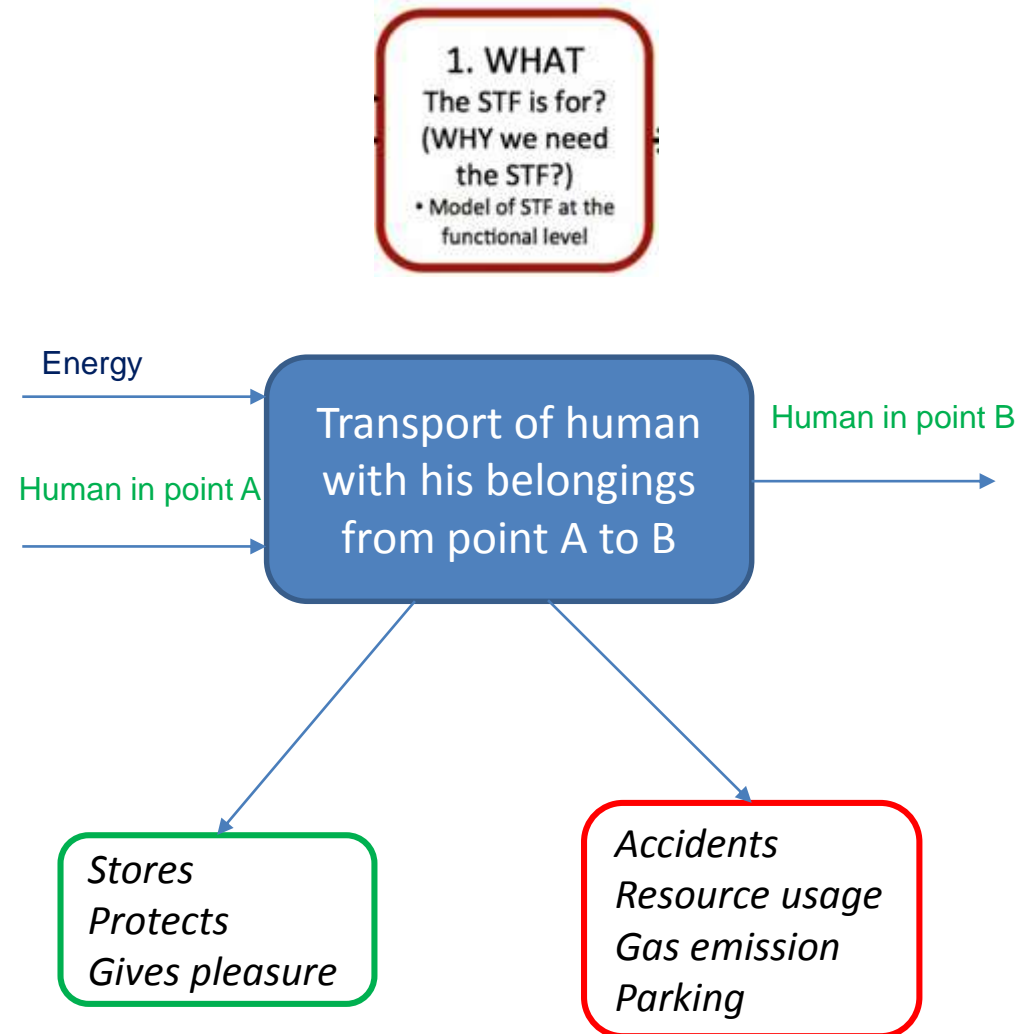 1. WHAT
The STF is for?
(WHY we need
the STF?)
• Model of STF at the
functional level
Energy
Human in point A
Transport of human
with his belongings
from point A to B
Human in point B
Stores
Protects
Gives pleasure
Accidents
Resource usage
Gas emission
Parking